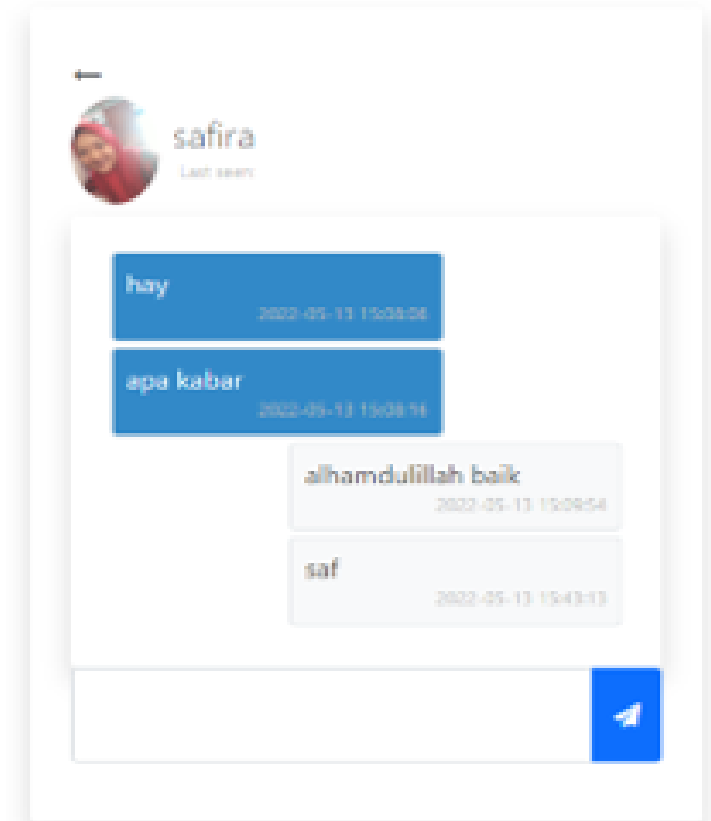 safira
Last seen:
hay
2022-05-13 15:08:08
apa kabar
2022-05-13 15:08:16
alhamdulillah baik
2022-05-13 15:09:54
saf
2022-05-13 15:43:13